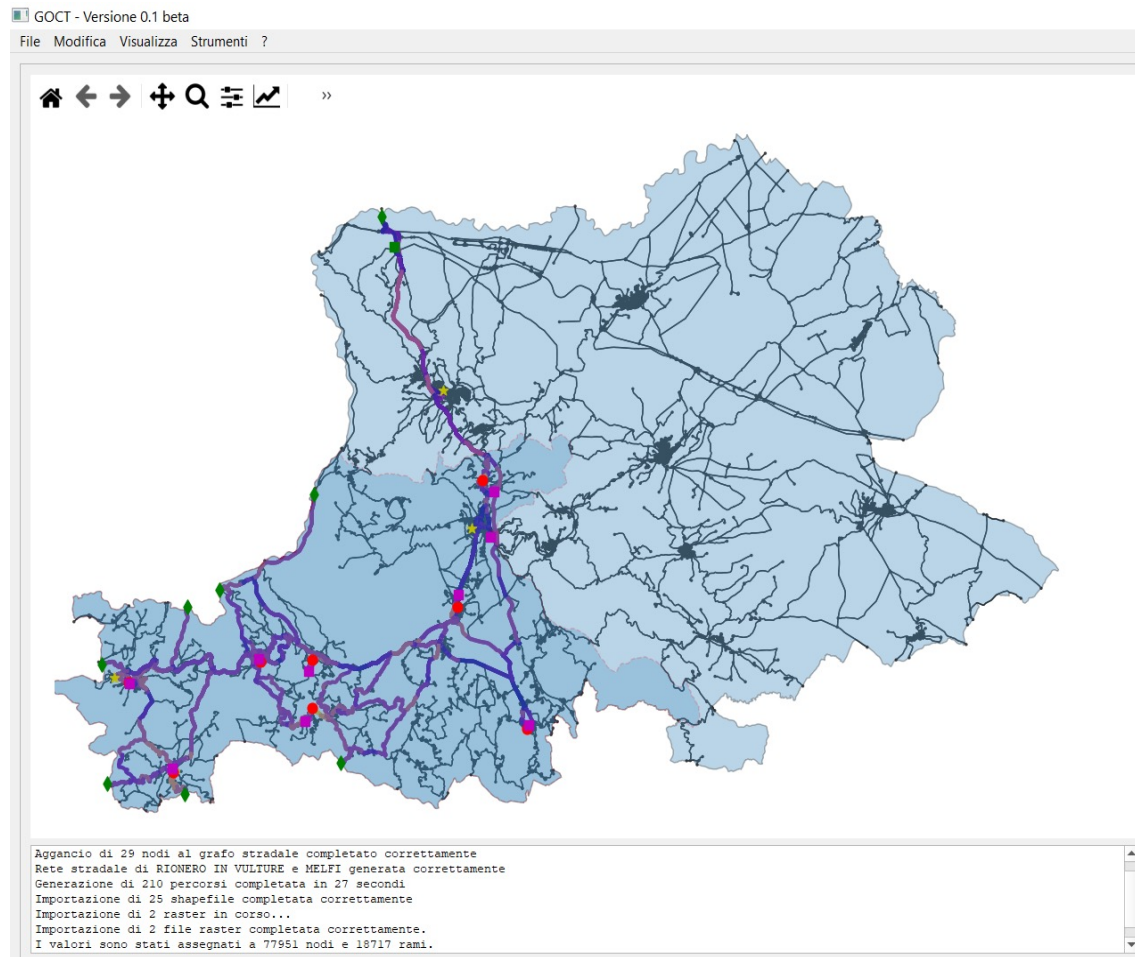 GOCT - Versione 0.1 beta
File Modifica Visualizza Strumenti ?
»
Aggancio di 29 nodi al grafo stradale completato correttamente
Rete stradale di RIONERO IN VULTURE e MELFI generata correttamente
Generazione di 210 percorsi completata in 27 secondi
Importazione di 25 shapefile completata correttamente
Importazione di 2 raster in corso...
Importazione di 2 file raster completata correttamente.
I valori sono stati assegnati a 77951 nodi e 18717 rami.